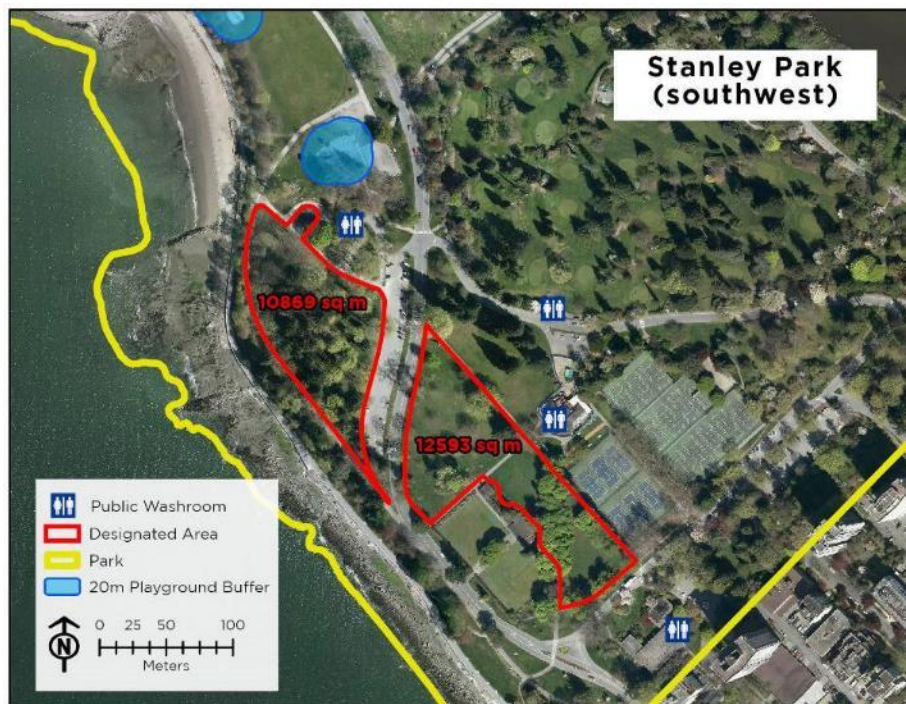 Stanley Park
(southwest)
10869 sq m
12593 sq m
Public Washroom
Designated Area
Park
20m Playground Buffer
N
0 25 50 100
Meters